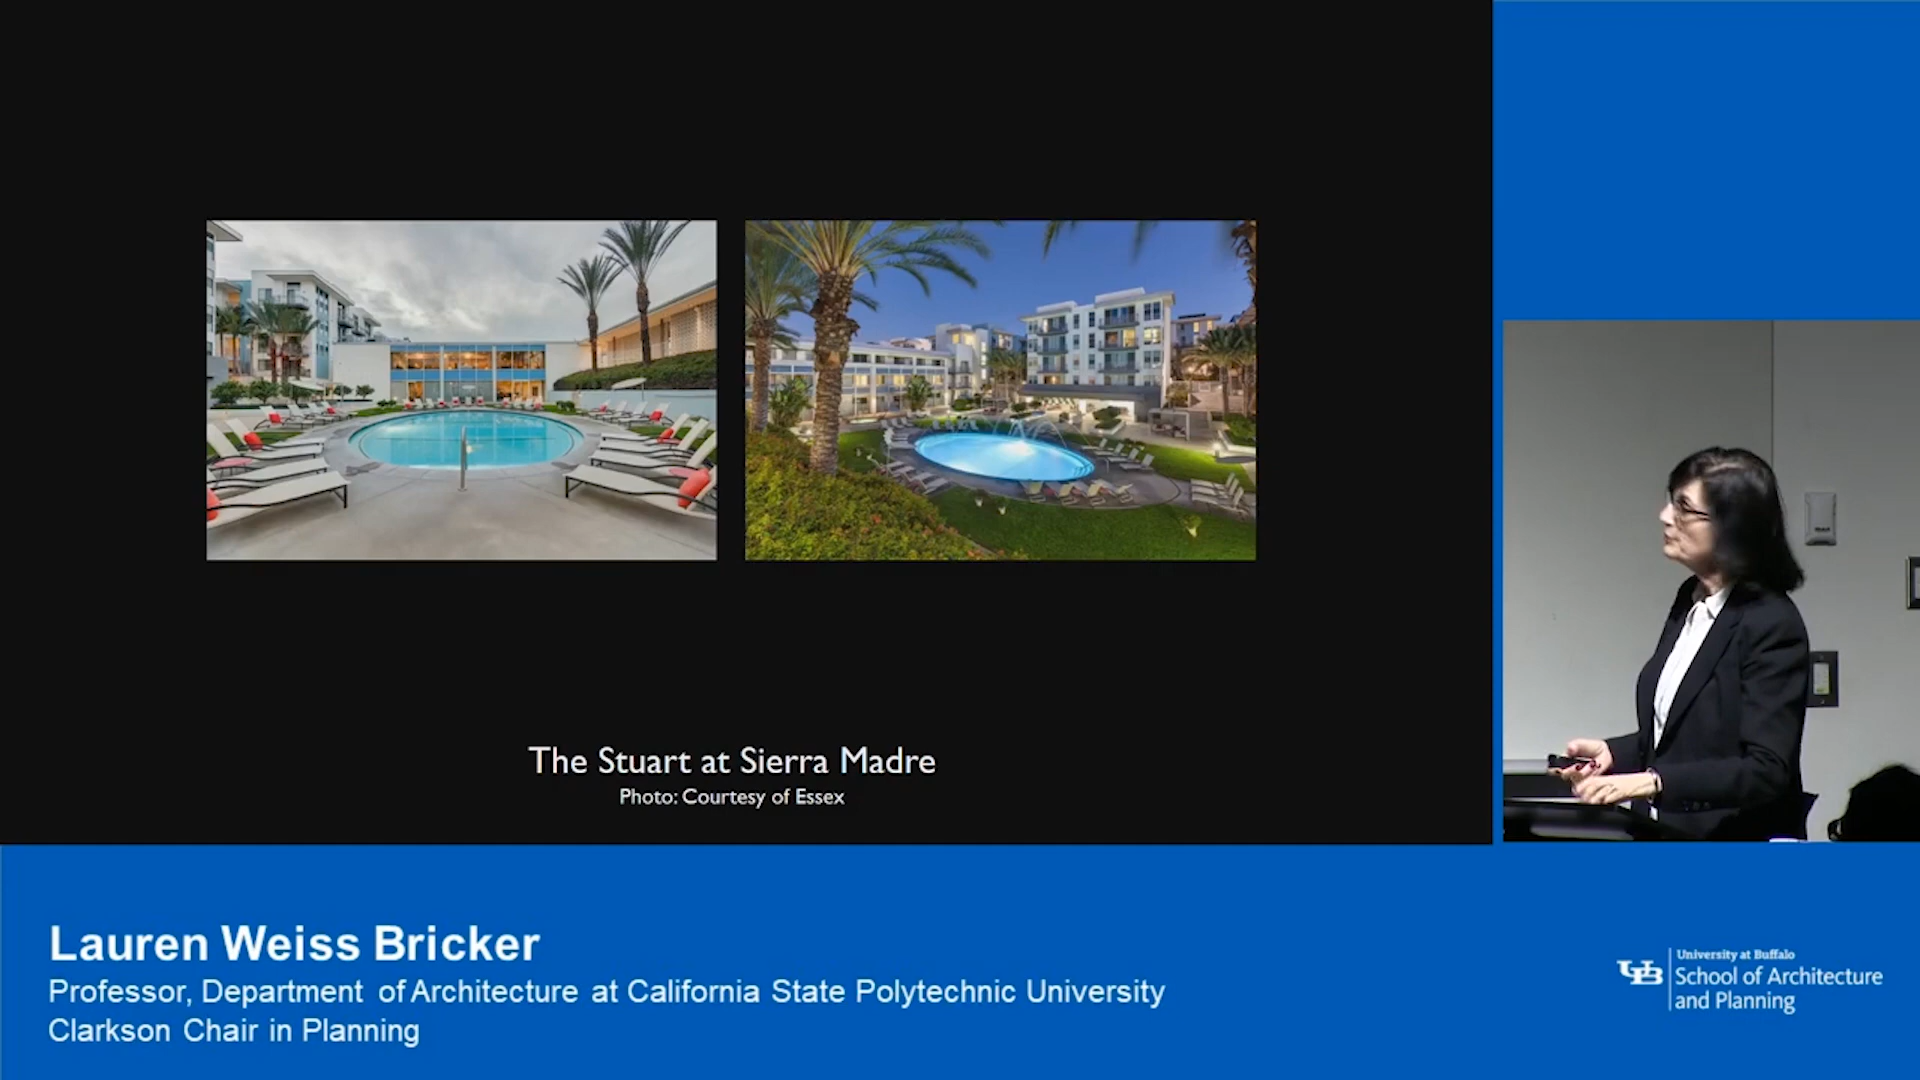 The Stuart at Sierra Madre
Photo: Courtesy of Essex
Lauren Weiss Bricker
Professor, Department of Architecture at California State Polytechnic University
Clarkson Chair in Planning
UB
University at Buffalo
School of Architecture
and Planning